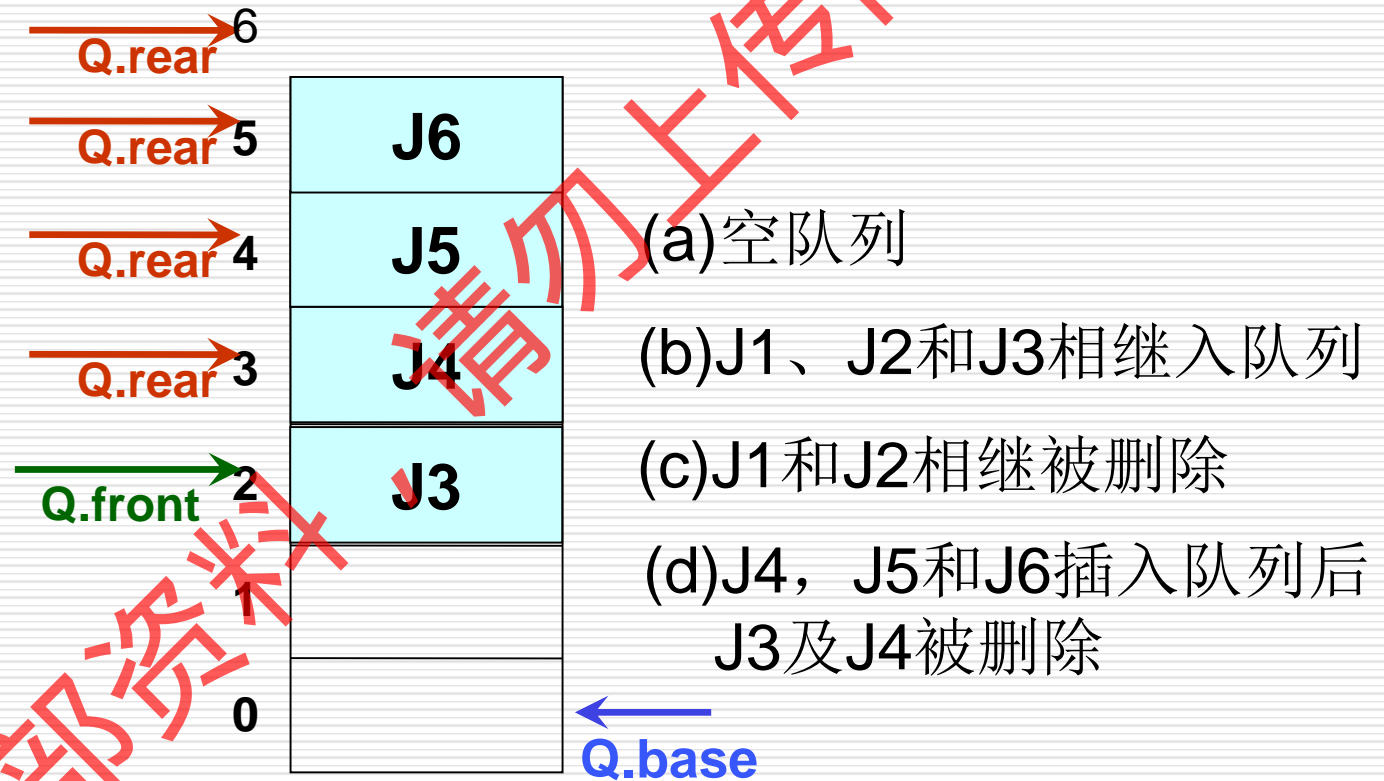 6
Q.rear
5
J6
Q.rear
4
J5
Q.rear
3
J4
Q.rear
2
J3
Q.front
1
0
Q.base
(a)空队列
(b)J1、J2和J3相继入队列
(c)J1和J2相继被删除
(d)J4，J5和J6插入队列后
J3及J4被删除
部资料，请勿上传